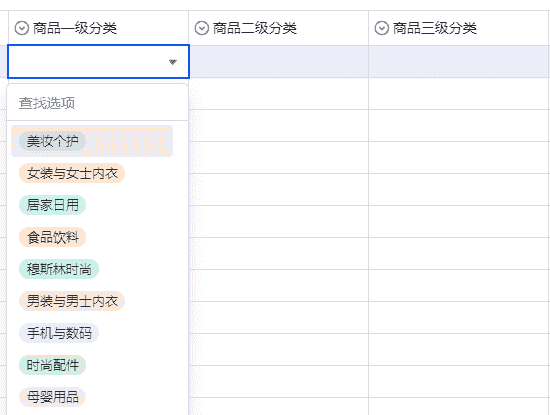 商品一级分类 商品二级分类 商品三级分类
查找选项
美妆个护
女装与女士内衣
居家日用
食品饮料
穆斯林时尚
男装与男士内衣
手机与数码
时尚配件
母婴用品